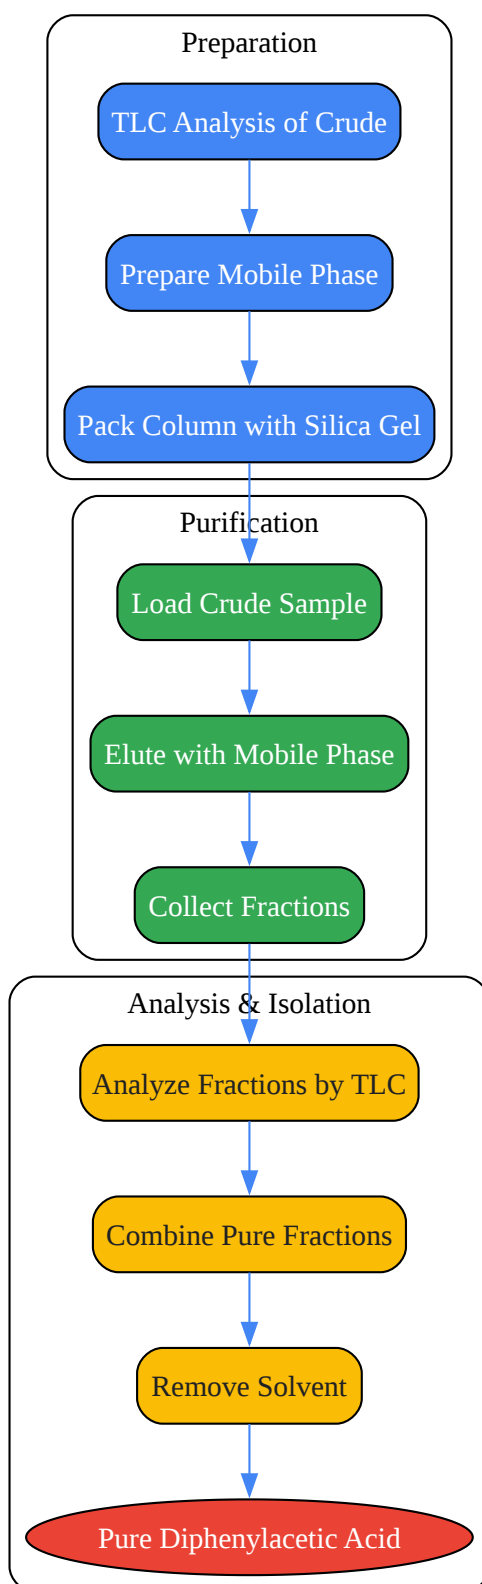 Preparation
TLC Analysis of Crude
Prepare Mobile Phase
Pack Column with Silica Gel
Purification
Load Crude Sample
Elute with Mobile Phase
Collect Fractions
Analysis & Isolation
Analyze Fractions by TLC
Combine Pure Fractions
Remove Solvent
Pure Diphenylacetic Acid